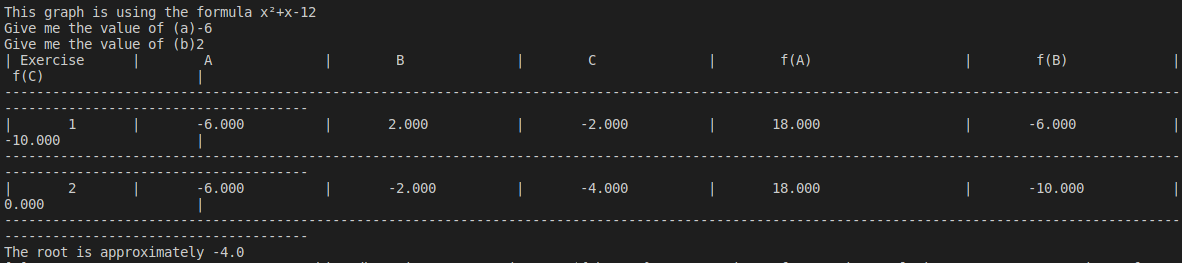 This graph is using the formula x²+x-12
Give me the value of (a)-6
Give me the value of (b)2
| Exercise | A | B | C | f(A) | f(B) |
f(C) |
---------------------------------------------------------------------------------------------------------------------------------------------------
--------------------------------------
| 1 | -6.000 | 2.000 | -2.000 | 18.000 | -6.000 |
-10.000 |
---------------------------------------------------------------------------------------------------------------------------------------------------
--------------------------------------
| 2 | -6.000 | -2.000 | -4.000 | 18.000 | -10.000 |
0.000 |
---------------------------------------------------------------------------------------------------------------------------------------------------
--------------------------------------
The root is approximately -4.0